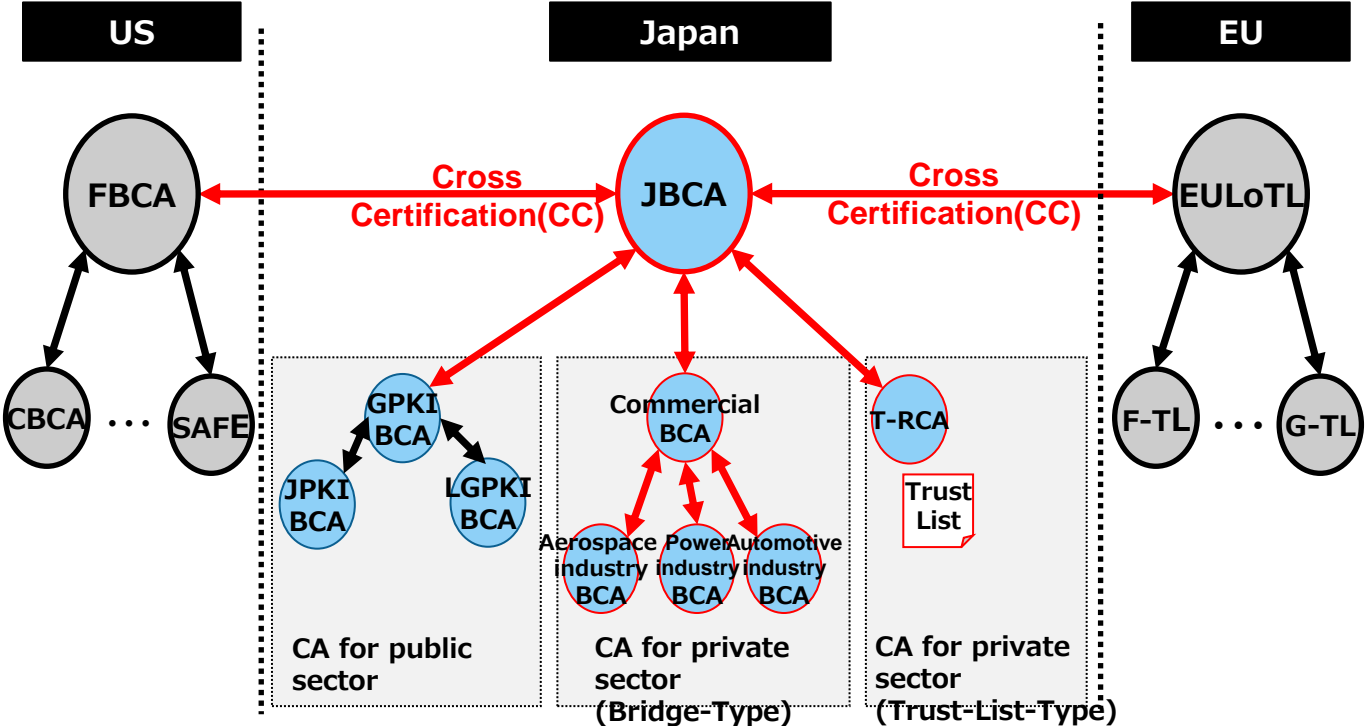 US
Japan
EU
FBCA
Cross
Certification(CC)
JBCA
Cross
Certification(CC)
EULoTL
CBCA
...
SAFE
GPKI
BCA
JPKI
BCA
LGPKI
BCA
CA for public
sector
Commercial
BCA
Aerospace
industry
BCA
Power
industry
BCA
Automotive
industry
BCA
CA for private
sector
(Bridge-Type)
T-RCA
Trust
List
CA for private
sector
(Trust-List-Type)
F-TL
...
G-TL